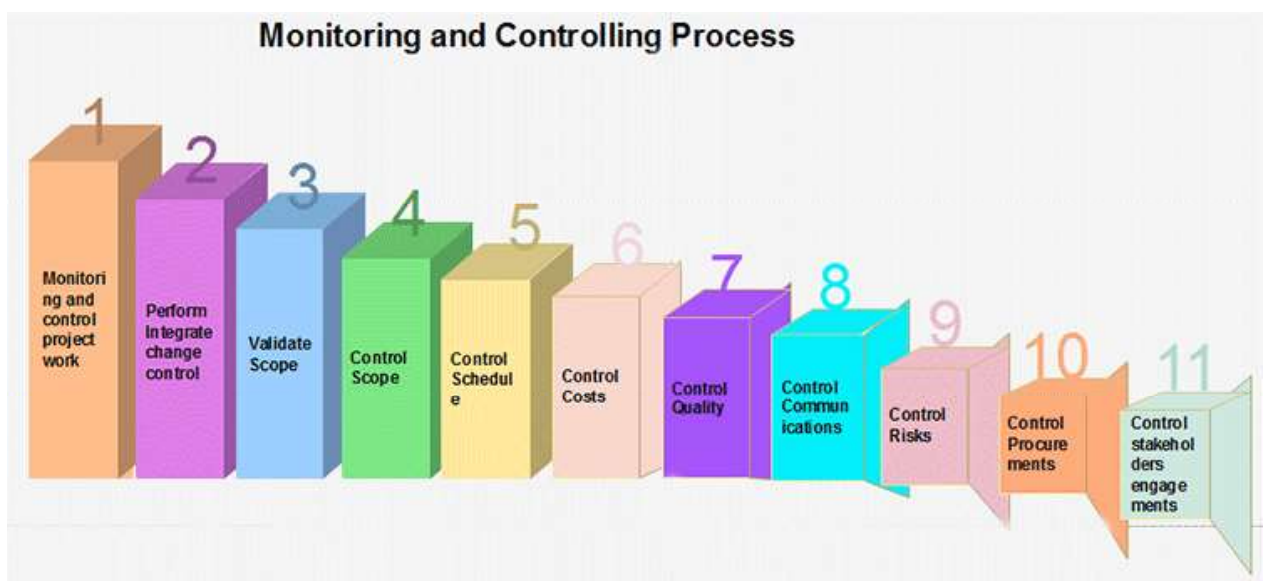 Monitoring and Controlling Process
1
2
3
4
5
6
7
8
9
10
11
Monitori
ng and
control
project
work
Perform
Integrate
change
control
Validate
Scope
Control
Scope
Control
Schedul
e
Control
Costs
Control
Quality
Control
Commun
ications
Control
Risks
Control
Procure
ments
Control
stakehol
ders
engage
ments